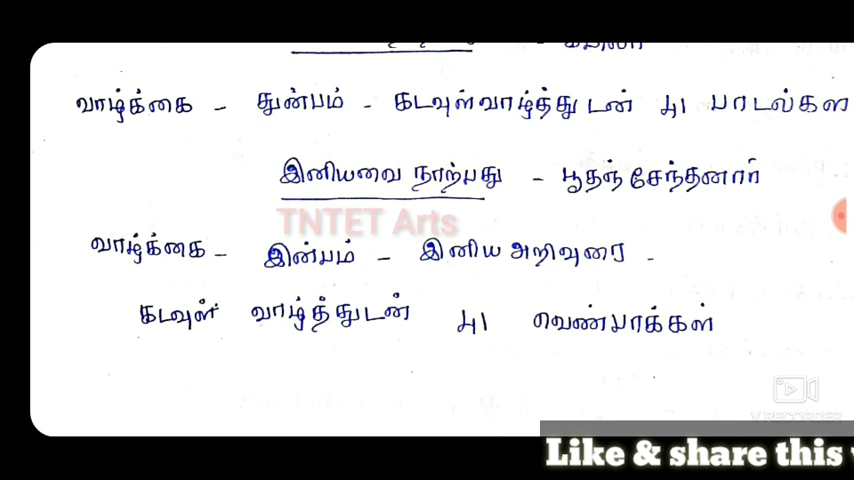 வாழ்க்கை - துன்பம் - கடவுள்வாழ்த்துடன் 41 பாடல்கள
இனியவை நாற்பது - பூதஞ்சேந்தனார்
TNTET Arts
வாழ்க்கை - இன்பம் - இனிய அறிவுரை -
கடவுள் வாழ்த்துடன் 41 வெண்பாக்கள்
V RECORDER
Like & share this